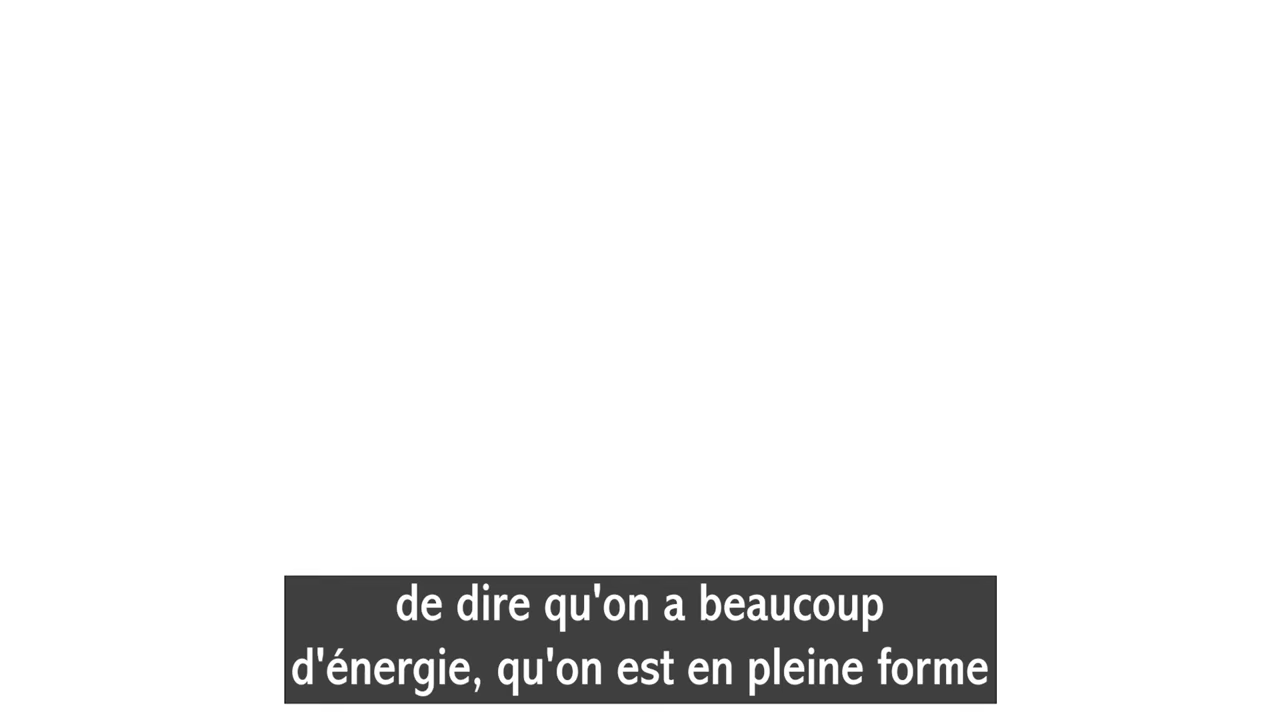 de dire qu'on a beaucoup
d'énergie, qu'on est en pleine forme